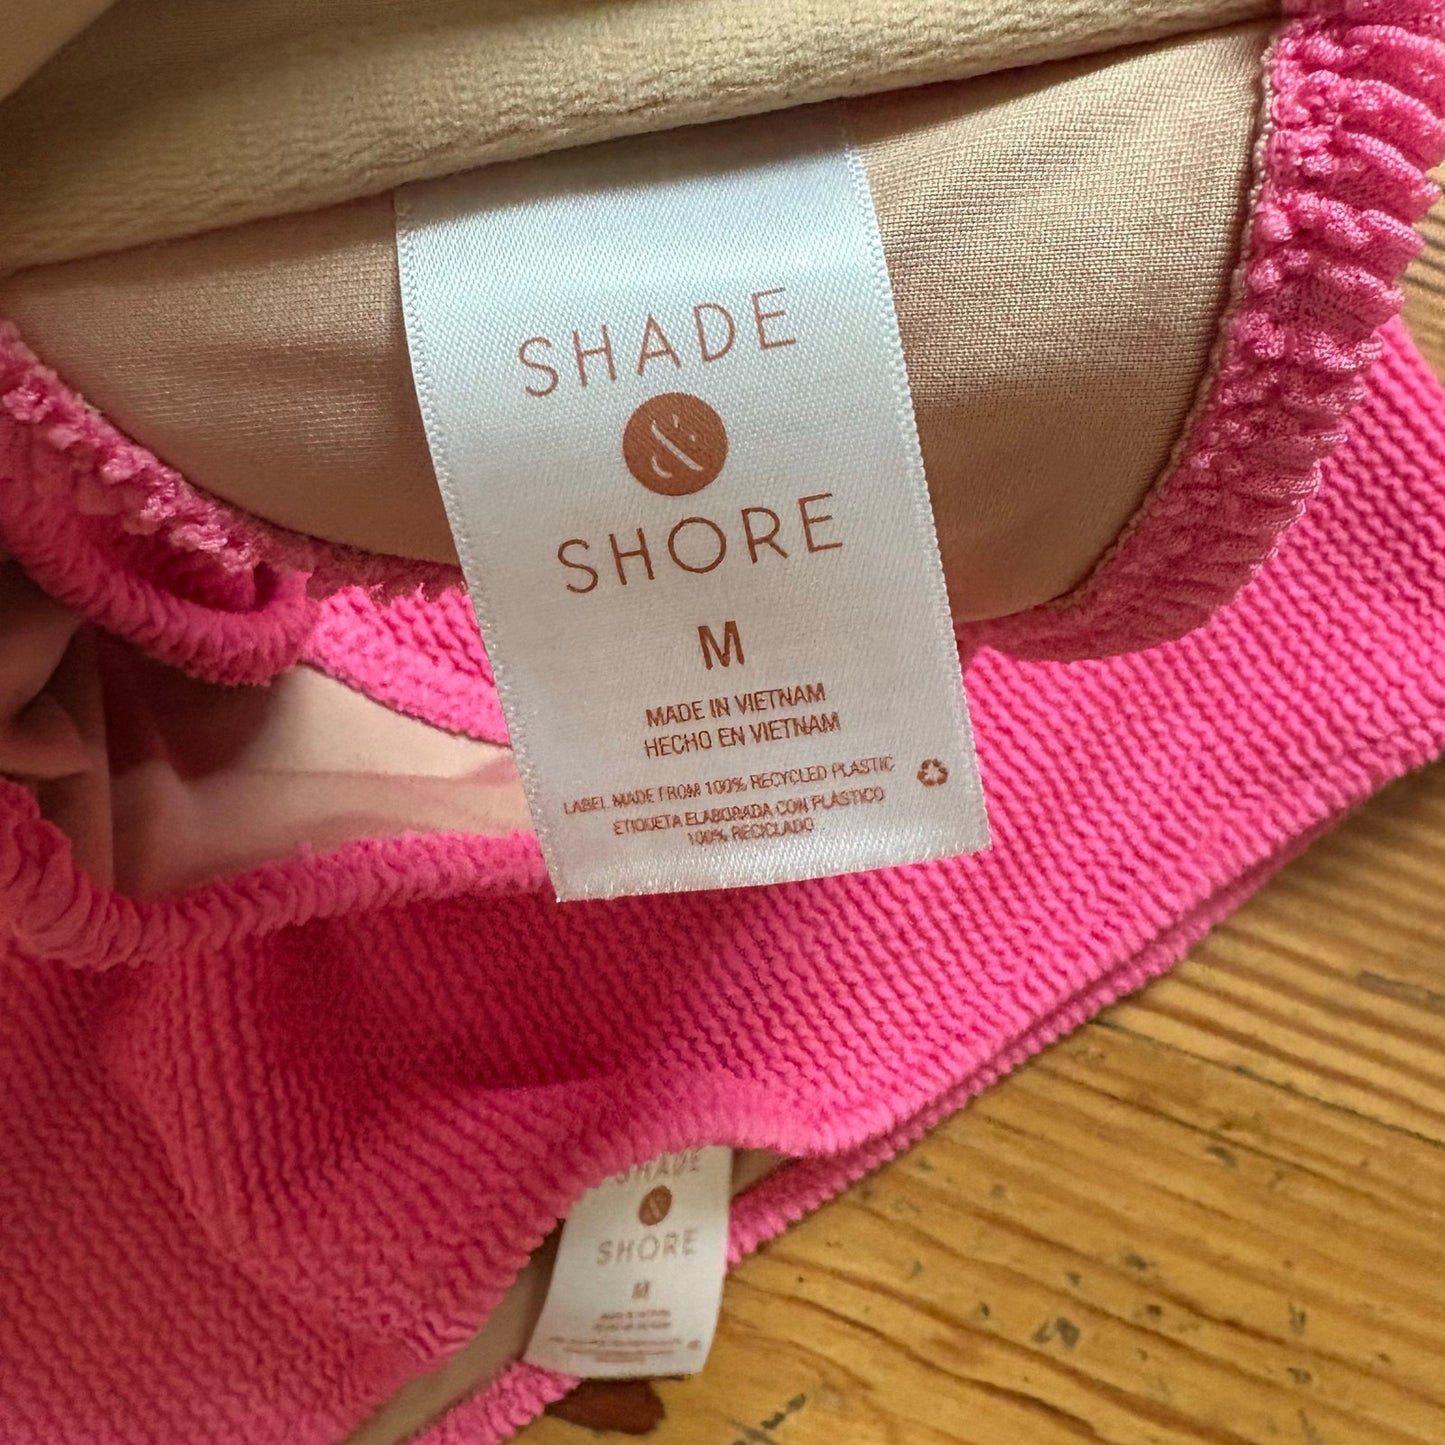 SHADE
&
SHORE
M
MADE IN VIETNAM
HECHO EN VIETNAM
LABEL MADE FROM 100% RECYCLED PLASTIC
ETIQUETA ELABORADA CON PLÁSTICO
100% RECICLADO
SHADE
&
SHORE
M